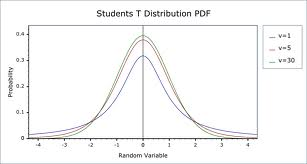 Students T Distribution PDF
v=1
v=5
v=30
0.4
0.3
0.2
0.1
0
Probability
-4 -3 -2 -1 0 1 2 3 4
Random Variable